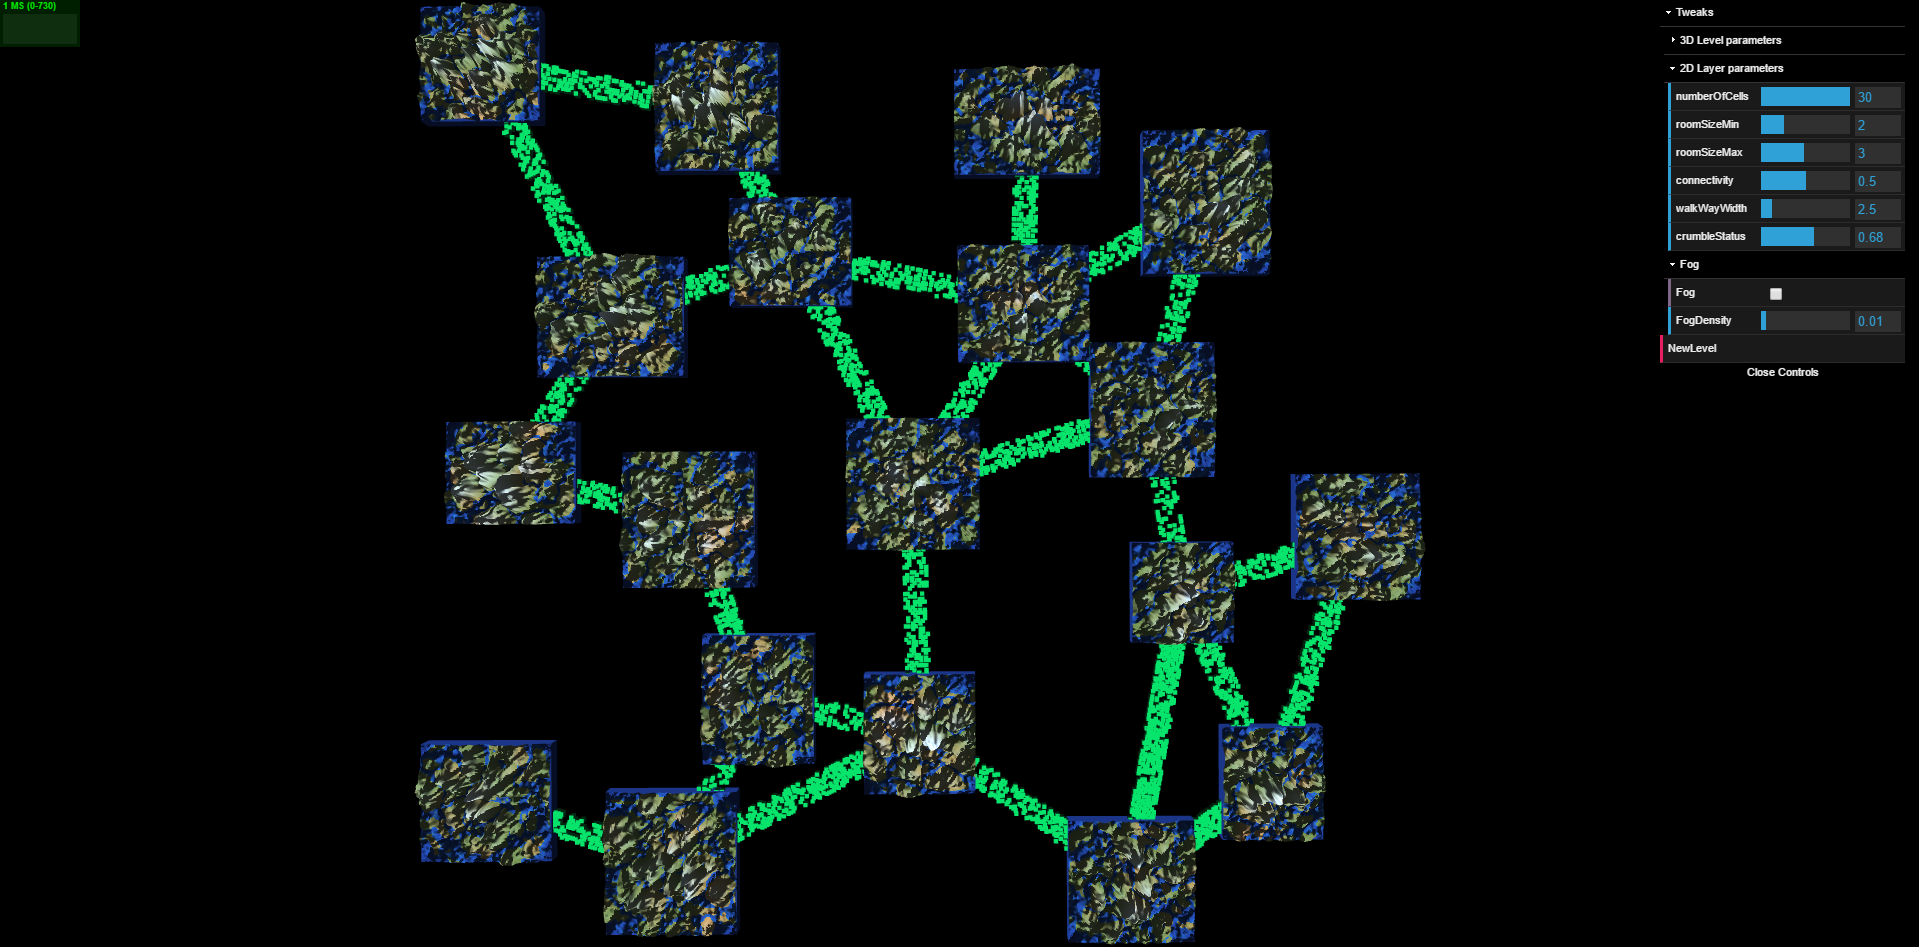 1 MS (0-730)
Tweaks
3D Level parameters
2D Layer parameters
numberOfCells 30
roomSizeMin 2
roomSizeMax 3
connectivity 0.5
walkWayWidth 2.5
crumbleStatus 0.68
Fog
Fog
FogDensity 0.01
NewLevel
Close Controls